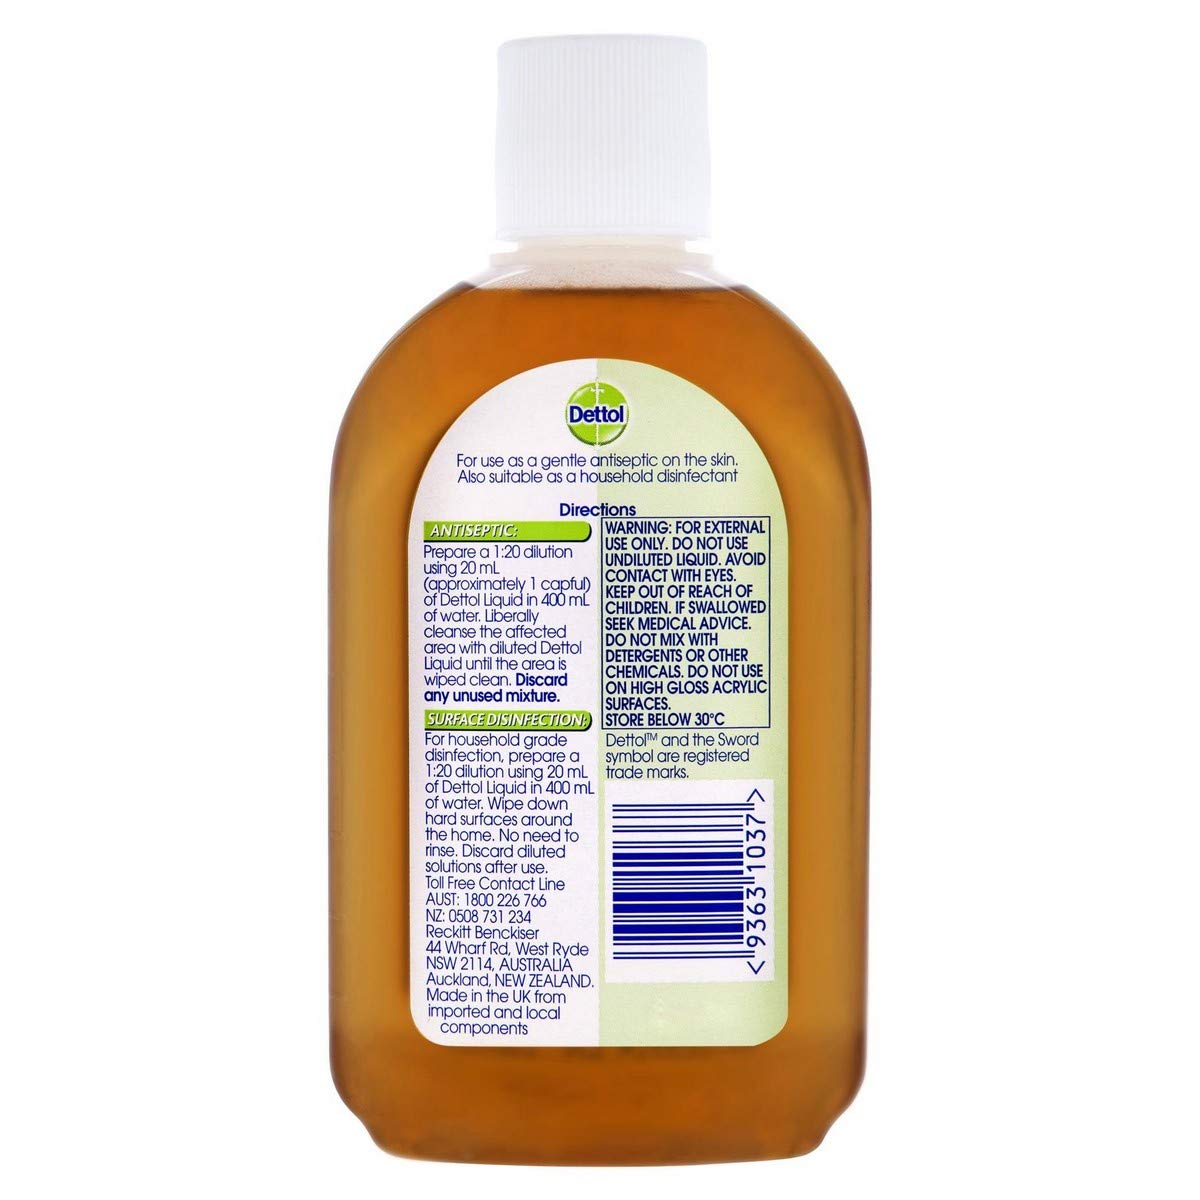 Dettol
For use as a gentle antiseptic on the skin.
Also suitable as a household disinfectant
Directions
ANTISEPTIC:
Prepare a 1:20 dilution
using 20 mL
(approximately 1 capful)
of Dettol Liquid in 400 mL
of water. Liberally
cleanse the affected
area with diluted Dettol
Liquid until the area is
wiped clean. Discard
any unused mixture.
SURFACE DISINFECTION:
For household grade
disinfection, prepare a
1:20 dilution using 20 mL
of Dettol Liquid in 400 mL
of water. Wipe down
hard surfaces around
the home. No need to
rinse. Discard diluted
solutions after use.
Toll Free Contact Line
AUST: 1800 226 766
NZ: 0508 731 234
Reckitt Benckiser
44 Wharf Rd, West Ryde
NSW 2114, AUSTRALIA
Auckland, NEW ZEALAND.
Made in the UK from
imported and local
components
WARNING: FOR EXTERNAL
USE ONLY. DO NOT USE
UNDILUTED LIQUID. AVOID
CONTACT WITH EYES.
KEEP OUT OF REACH OF
CHILDREN. IF SWALLOWED
SEEK MEDICAL ADVICE.
DO NOT MIX WITH
DETERGENTS OR OTHER
CHEMICALS. DO NOT USE
ON HIGH GLOSS ACRYLIC
SURFACES.
STORE BELOW 30°C
Dettol™ and the Sword
symbol are registered
trade marks.
<9363 1037>